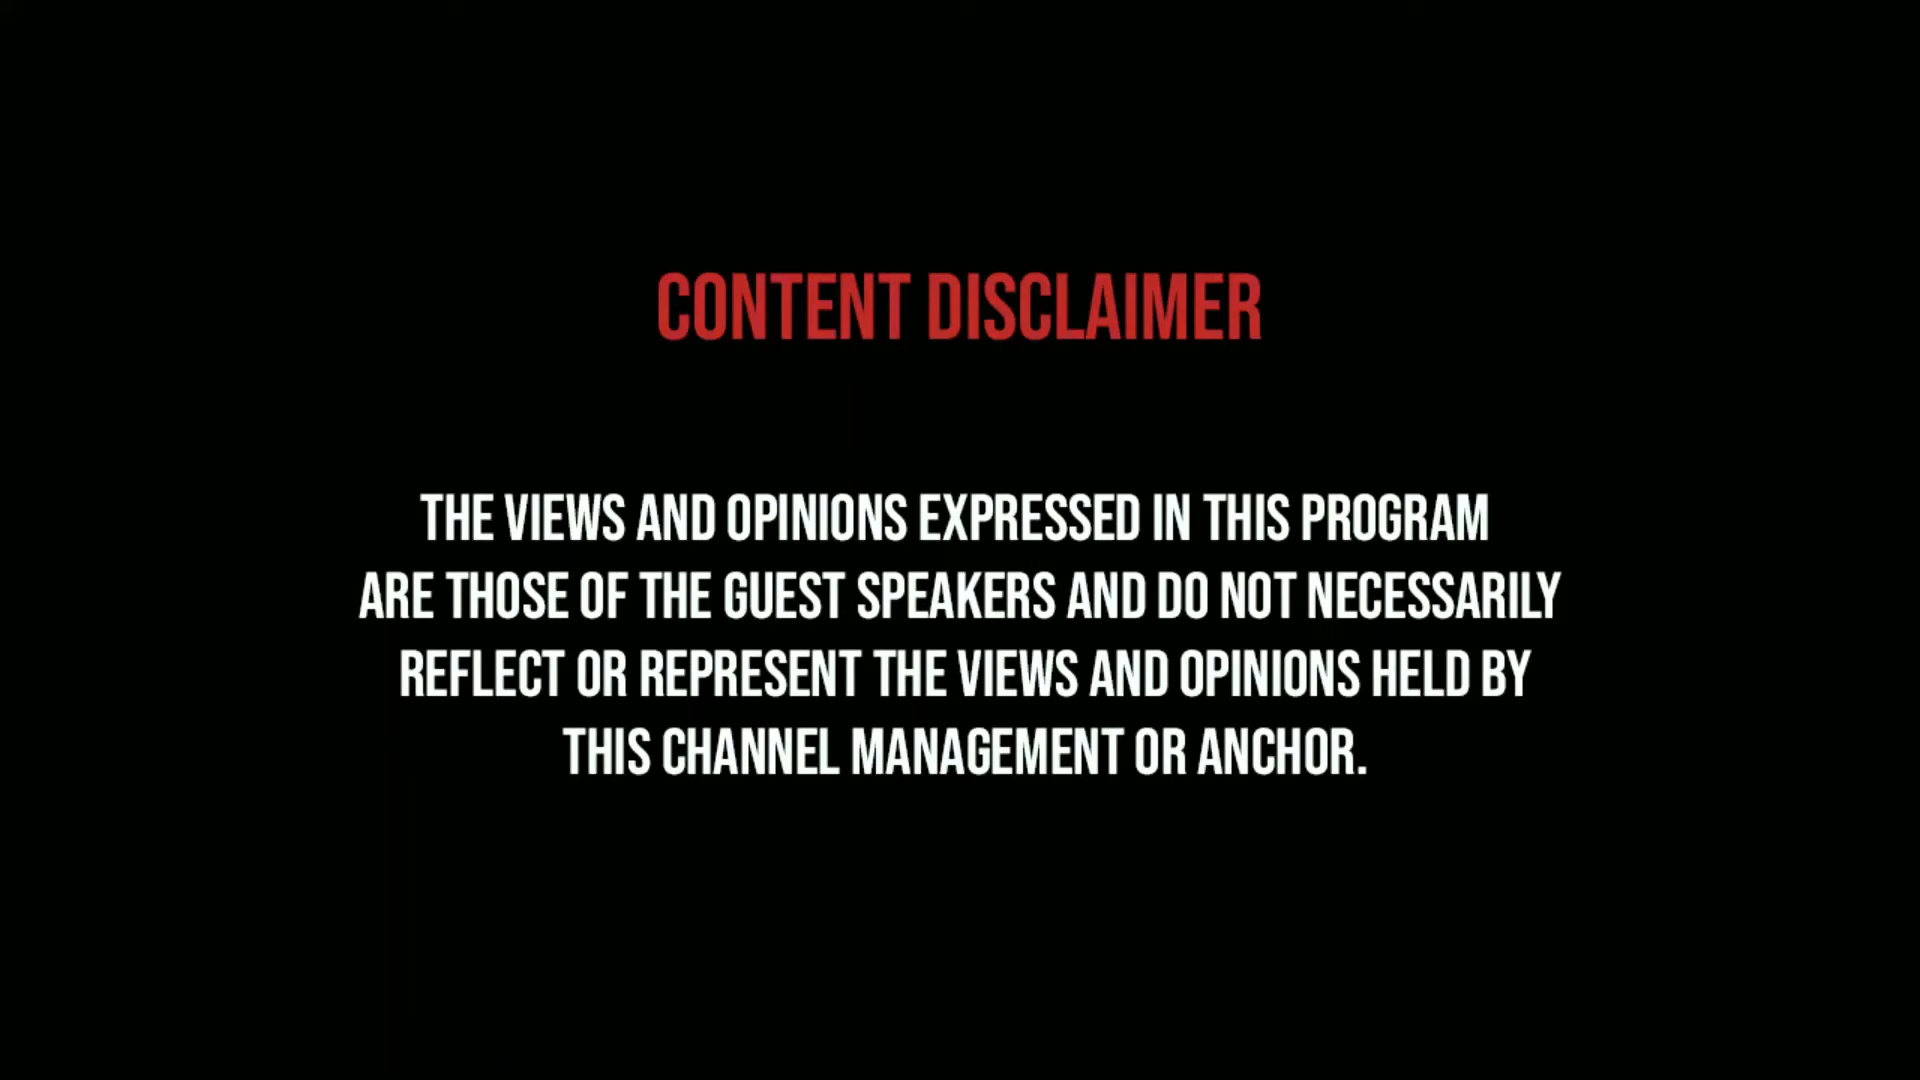 CONTENT DISCLAIMER
THE VIEWS AND OPINIONS EXPRESSED IN THIS PROGRAM
ARE THOSE OF THE GUEST SPEAKERS AND DO NOT NECESSARILY
REFLECT OR REPRESENT THE VIEWS AND OPINIONS HELD BY
THIS CHANNEL MANAGEMENT OR ANCHOR.